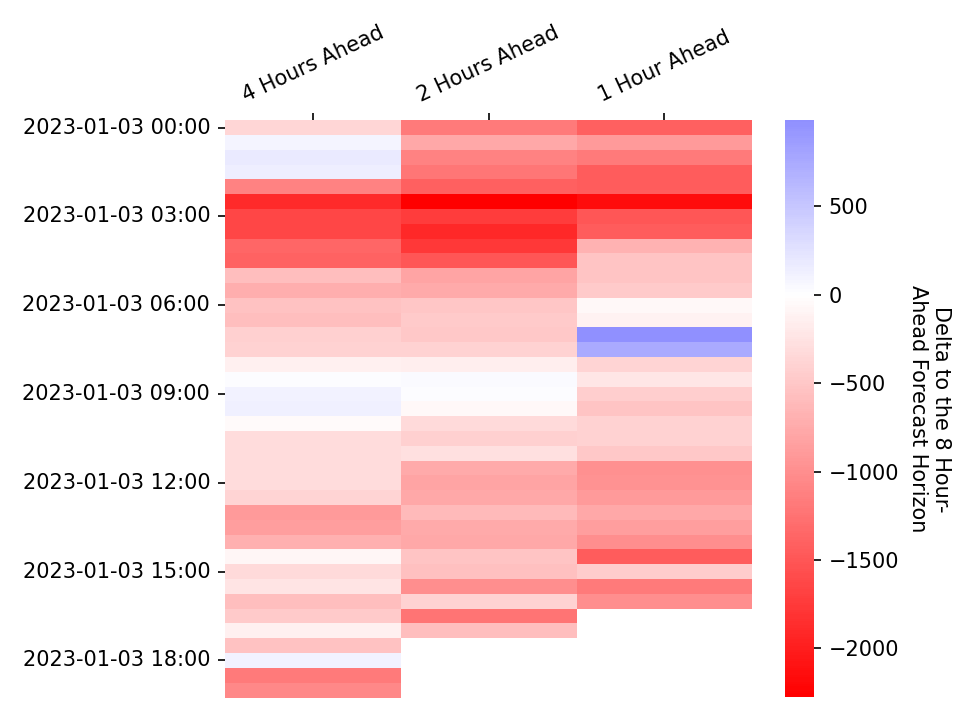 4 Hours Ahead
2 Hours Ahead
1 Hour Ahead
2023-01-03 00:00
2023-01-03 03:00
2023-01-03 06:00
2023-01-03 09:00
2023-01-03 12:00
2023-01-03 15:00
2023-01-03 18:00
500
0
−500
−1000
−1500
−2000
Delta to the 8 Hour-
Ahead Forecast Horizon